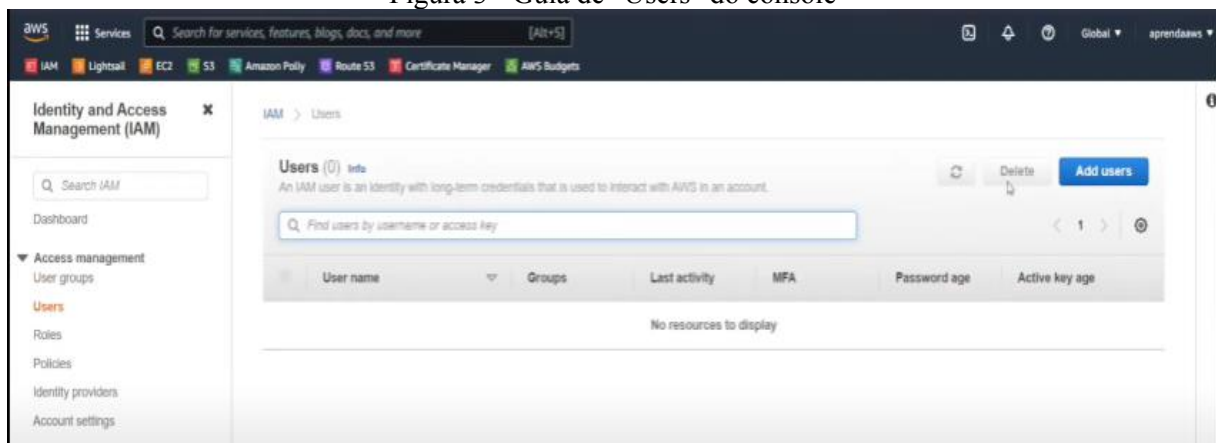 Figura 5 - Guia de "Users" do console
aws Services Search for services, features, blogs, docs, and more [Alt+S] Global aprendaaws
IAM Lightsail EC2 S3 Amazon Polly Route 53 Certificate Manager AWS Budgets
Identity and Access
Management (IAM)
Search IAM
Dashboard
Access management
User groups
Users
Roles
Policies
Identity providers
Account settings
IAM > Users
Users (0) Info
An IAM user is an identity with long-term credentials that is used to interact with AWS in an account.
Delete
Add users
Find users by username or access key
1
User name Groups Last activity MFA Password age Active key age
No resources to display